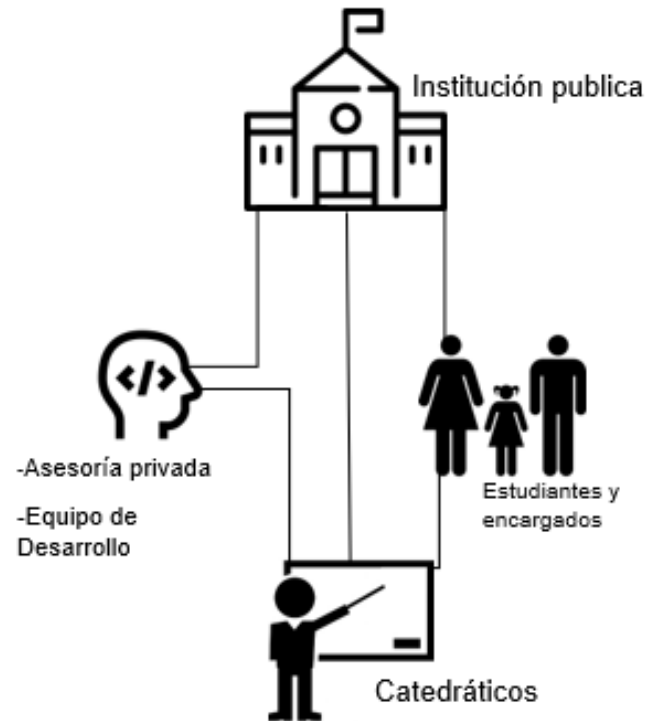 Institución publica
-Asesoría privada
-Equipo de
Desarrollo
Estudiantes y
encargados
Catedráticos